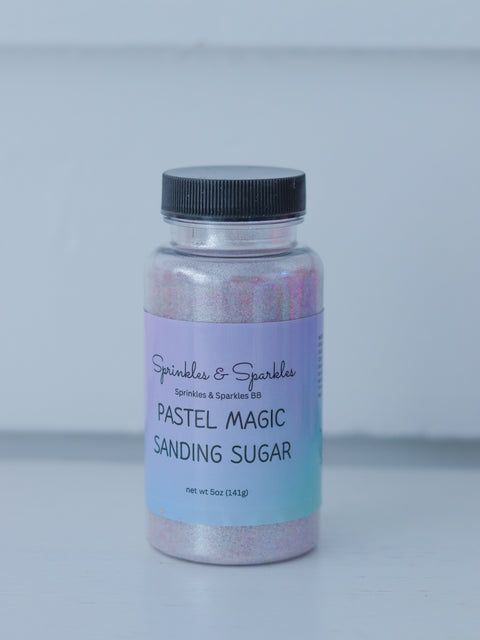 Sprinkles & Sparkles
Sprinkles & Sparkles BB
PASTEL MAGIC
SANDING SUGAR
net wt 5oz (141g)